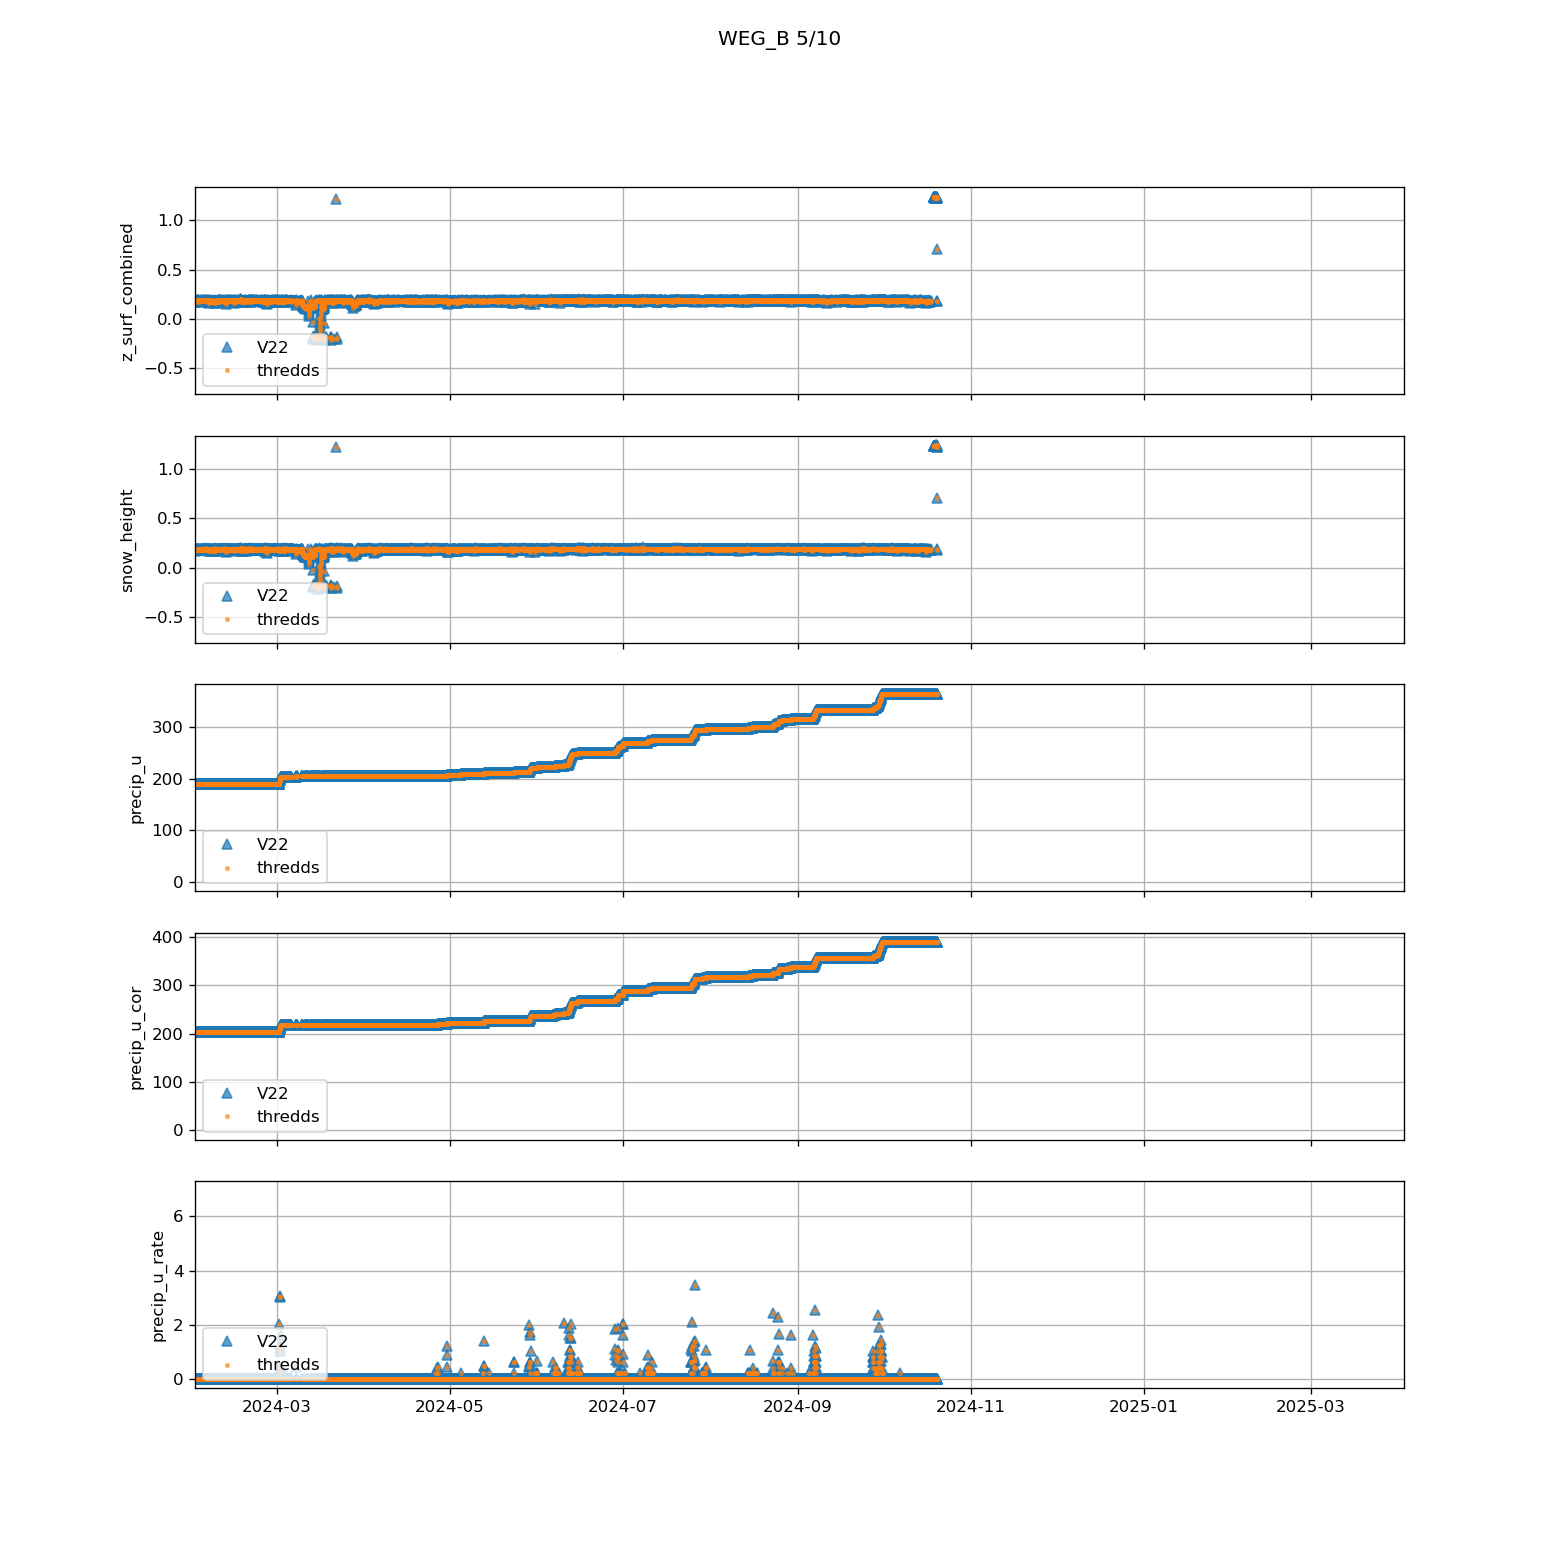 WEG_B 5/10
z_surf_combined
1.0
0.5
0.0
−0.5
V22
thredds
snow_height
1.0
0.5
0.0
−0.5
V22
thredds
precip_u
300
200
100
0
V22
thredds
precip_u_cor
400
300
200
100
0
V22
thredds
precip_u_rate
6
4
2
0
V22
thredds
2024-03 2024-05 2024-07 2024-09 2024-11 2025-01 2025-03